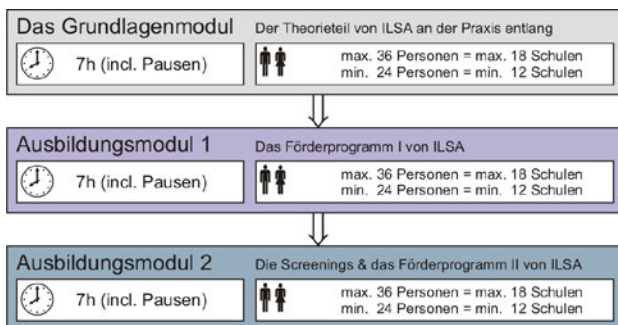 Das Grundlagenmodul Der Theorieteil von ILSA an der Praxis entlang
7h (incl. Pausen) max. 36 Personen = max. 18 Schulen
min. 24 Personen = min. 12 Schulen
Ausbildungsmodul 1 Das Förderprogramm I von ILSA
7h (incl. Pausen) max. 36 Personen = max. 18 Schulen
min. 24 Personen = min. 12 Schulen
Ausbildungsmodul 2 Die Screenings & das Förderprogramm II von ILSA
7h (incl. Pausen) max. 36 Personen = max. 18 Schulen
min. 24 Personen = min. 12 Schulen